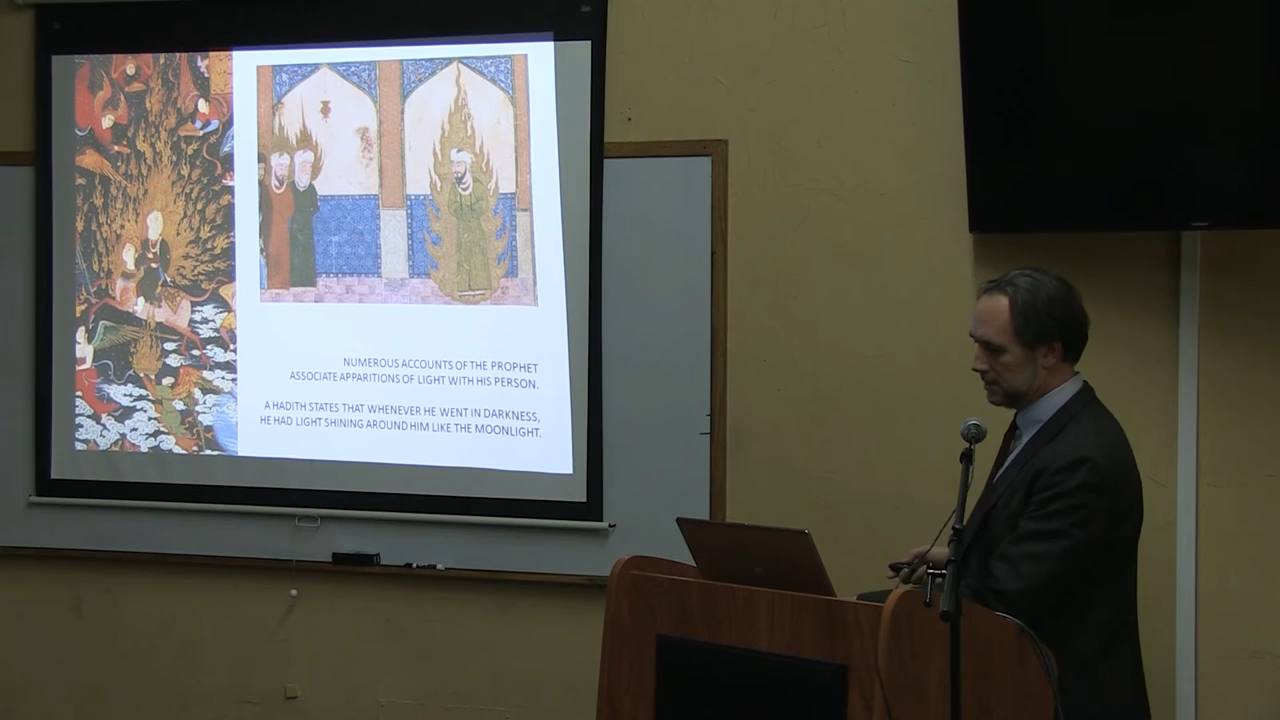 NUMEROUS ACCOUNTS OF THE PROPHET
ASSOCIATE APPARITIONS OF LIGHT WITH HIS PERSON.
A HADITH STATES THAT WHENEVER HE WENT IN DARKNESS,
HE HAD LIGHT SHINING AROUND HIM LIKE THE MOONLIGHT.